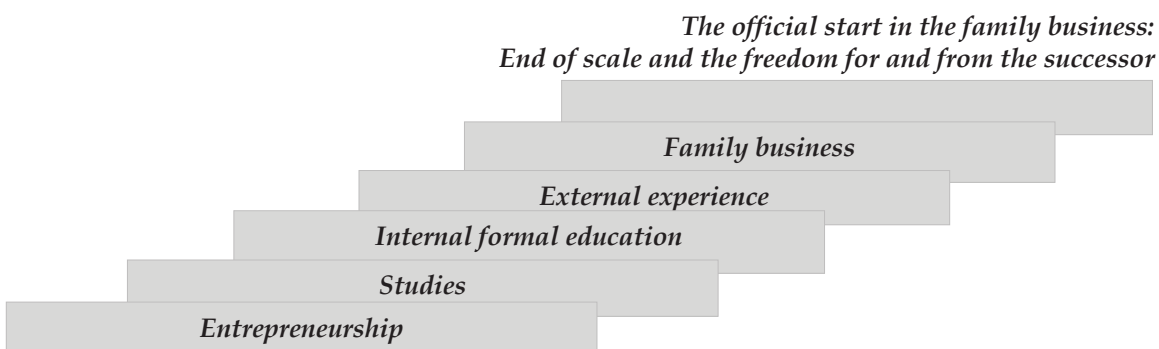 The official start in the family business:
End of scale and the freedom for and from the successor
Family business
External experience
Internal formal education
Studies
Entrepreneurship